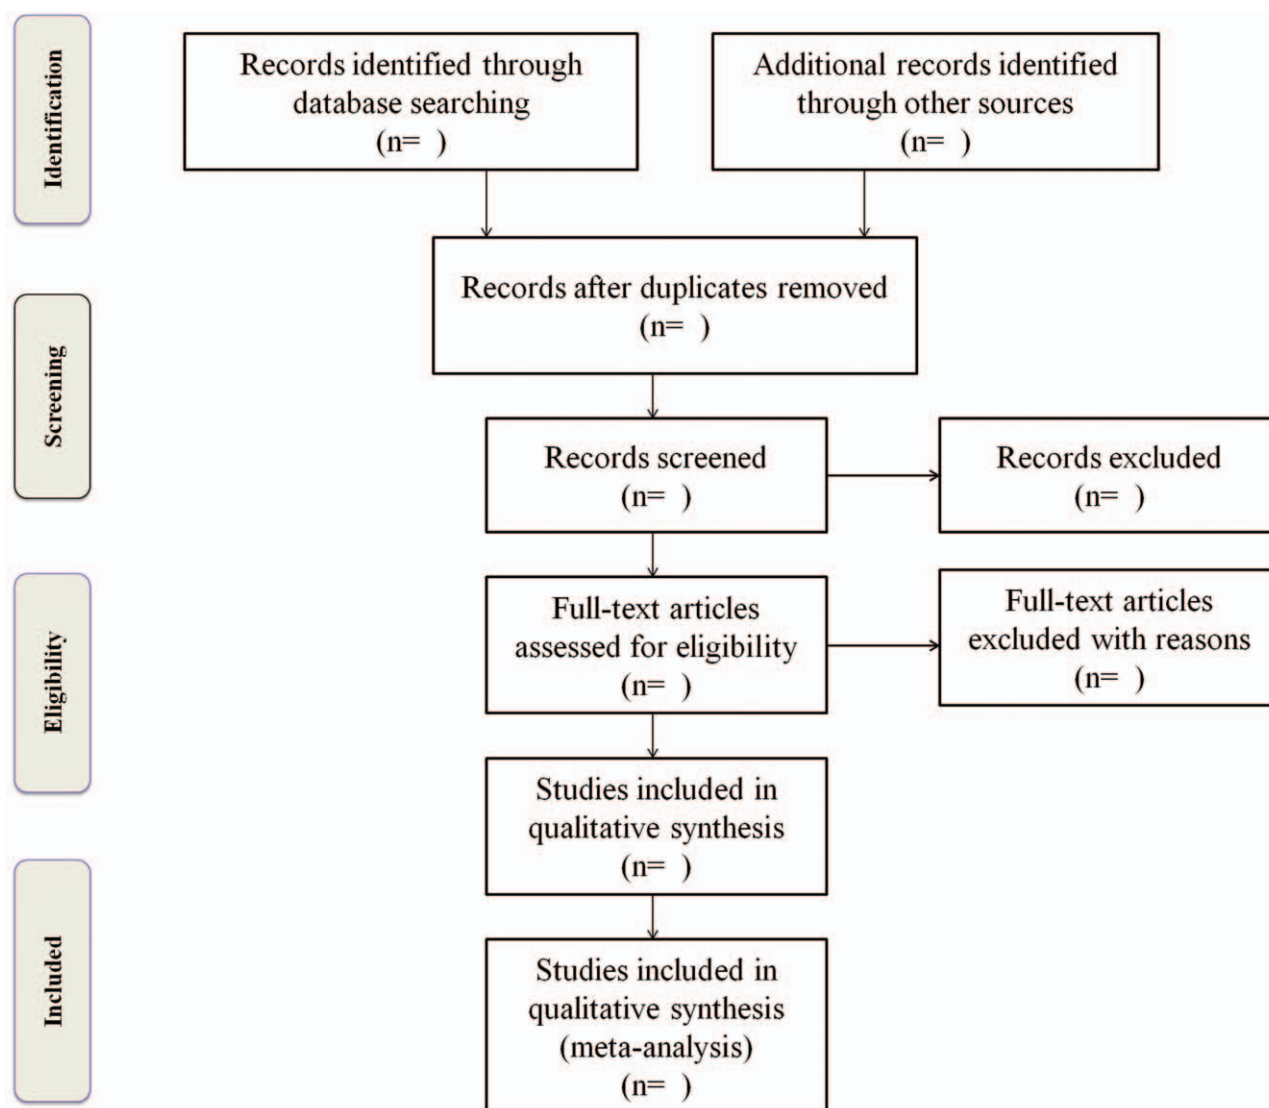 Identification
Records identified through
database searching
(n=  )
Additional records identified
through other sources
(n=  )
Records after duplicates removed
(n=  )
Screening
Records screened
(n=  )
Records excluded
(n=  )
Eligibility
Full-text articles
assessed for eligibility
(n=  )
Full-text articles
excluded with reasons
(n=  )
Studies included in
qualitative synthesis
(n=  )
Included
Studies included in
qualitative synthesis
(meta-analysis)
(n=  )